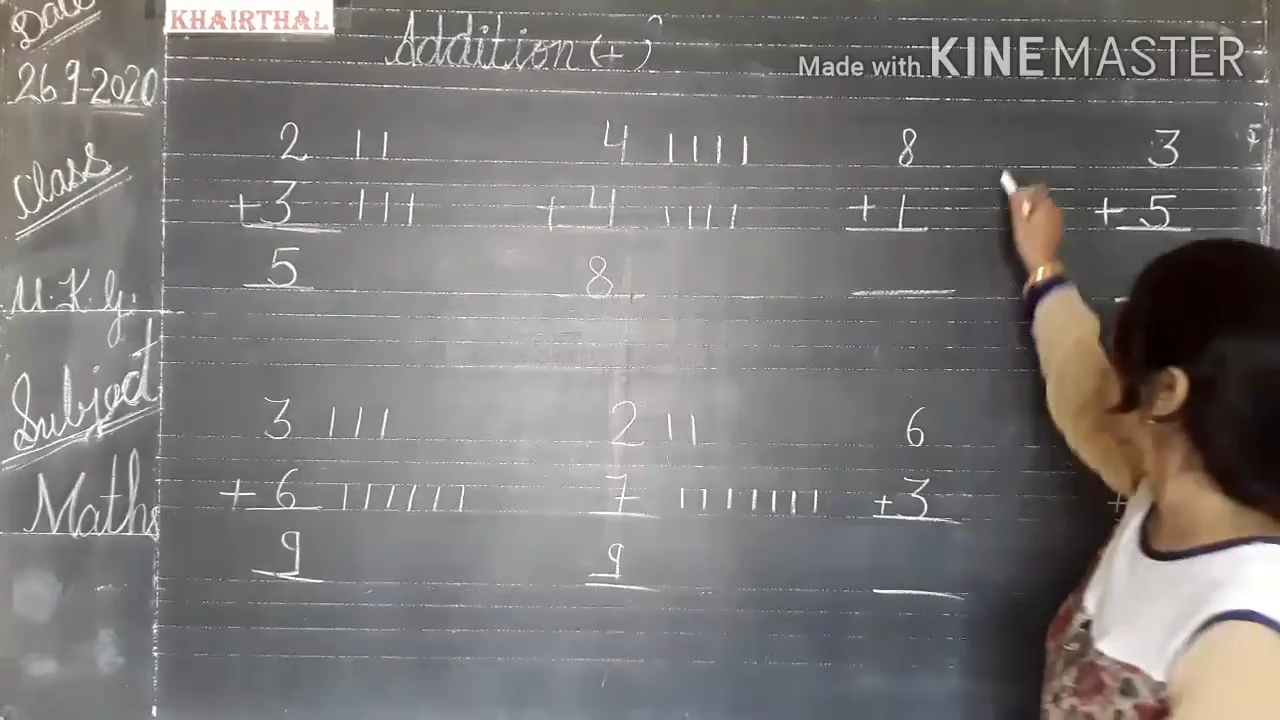 Date
26 9-2020
Class
U.K.G.
Subject
Maths
KHAIRTHAL
Addition (+)
Made with KINEMASTER
2 | |
+3 | | |
5
4 | | | |
+4 | | | |
8
8
+1
3
+5
3 | | |
+6 | | | | | |
9
2 | |
7 | | | | | | |
9
6
+3
+